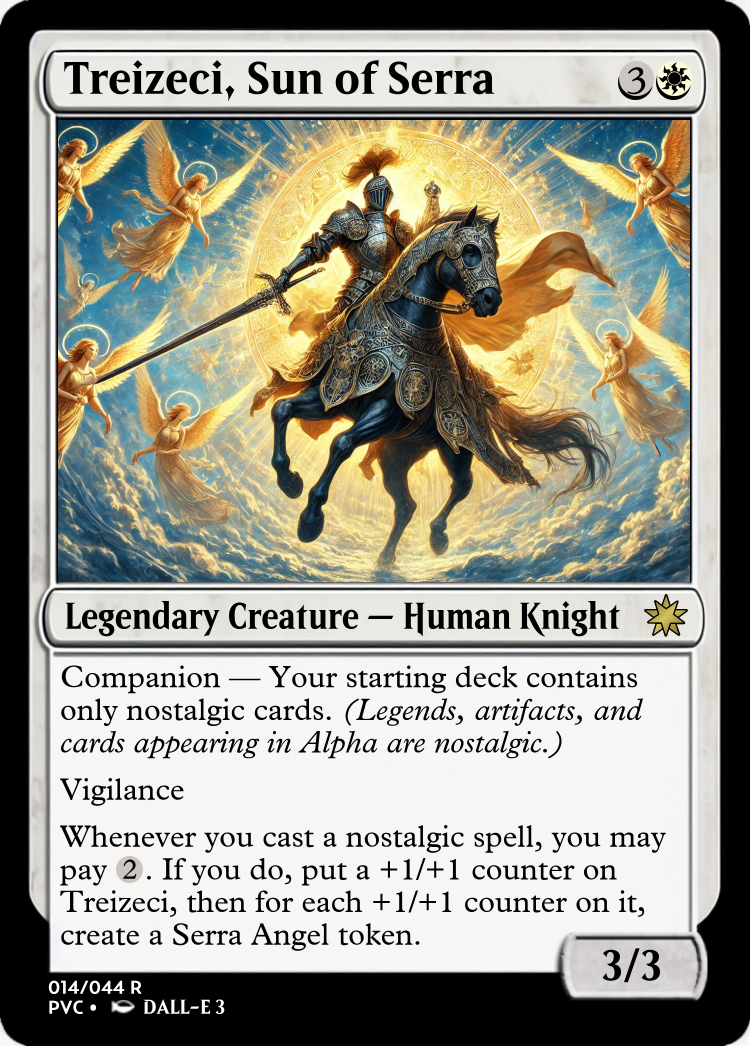 Treizeci, Sun of Serra 3
Legendary Creature — Human Knight
Companion — Your starting deck contains
only nostalgic cards. (Legends, artifacts, and
cards appearing in Alpha are nostalgic.)
Vigilance
Whenever you cast a nostalgic spell, you may
pay 2. If you do, put a +1/+1 counter on
Treizeci, then for each +1/+1 counter on it,
create a Serra Angel token.
3/3
014/044 R
PVC • DALL-E 3